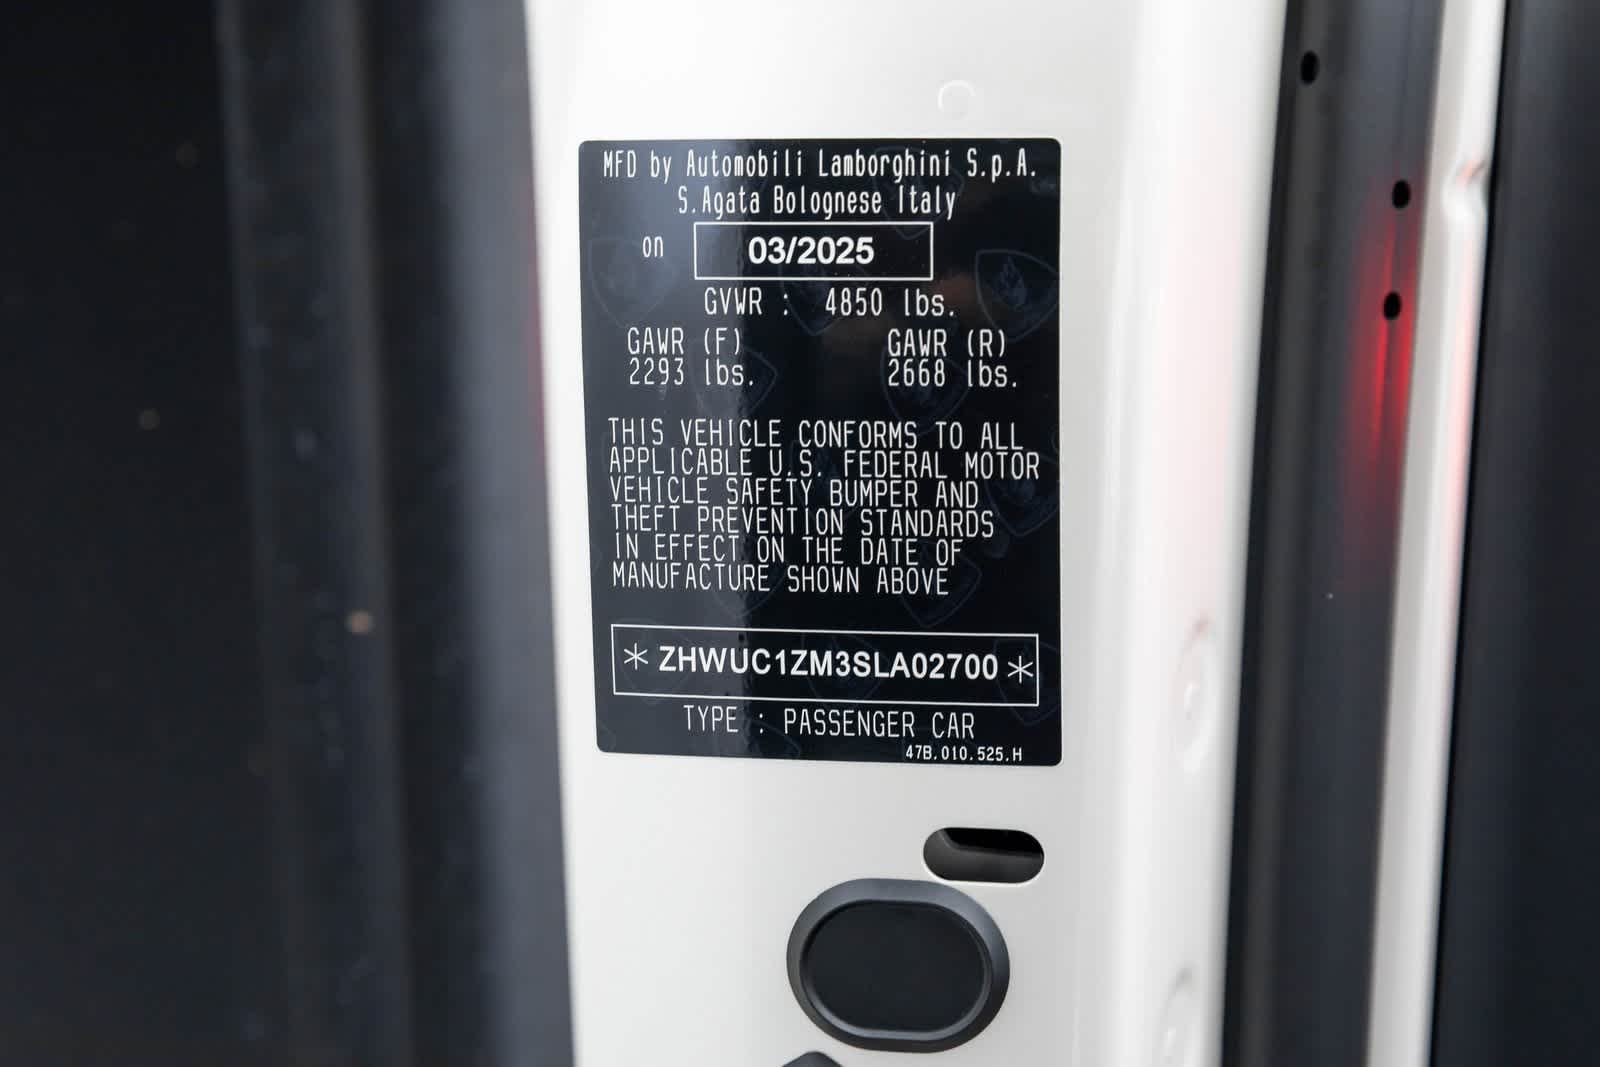 MFD by Automobili Lamborghini S.p.A.
S.Agata Bolognese Italy
on 03/2025
GVWR : 4850 lbs.
GAWR (F) GAWR (R)
2293 lbs. 2668 lbs.
THIS VEHICLE CONFORMS TO ALL
APPLICABLE U.S. FEDERAL MOTOR
VEHICLE SAFETY BUMPER AND
THEFT PREVENTION STANDARDS
IN EFFECT ON THE DATE OF
MANUFACTURE SHOWN ABOVE
* ZHWUC1ZM3SLA02700 *
TYPE : PASSENGER CAR
47B.010.525.H